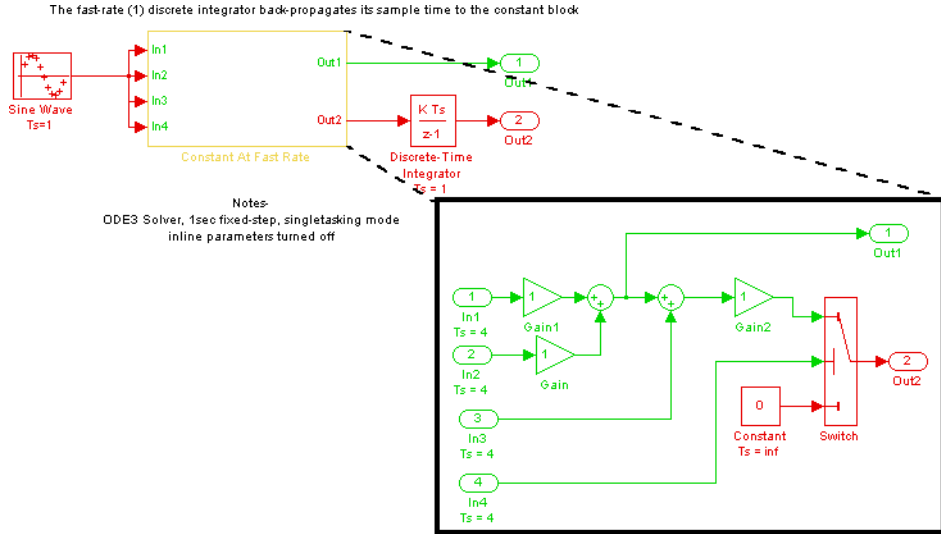 The fast-rate (1) discrete integrator back-propagates its sample time to the constant block
Sine Wave
Ts=1
In1
In2
In3
In4
Out1
Out2
Constant At Fast Rate
K Ts
z-1
Discrete-Time
Integrator
Ts = 1
1
Out1
2
Out2
Notes-
ODE3 Solver, 1sec fixed-step, singletasking mode
inline parameters turned off
1
Out1
1
In1
Ts = 4
1
Gain1
+
+
+
+
1
Gain2
2
In2
Ts = 4
1
Gain
2
Out2
3
In3
Ts = 4
0
Constant
Ts = inf
Switch
4
In4
Ts = 4